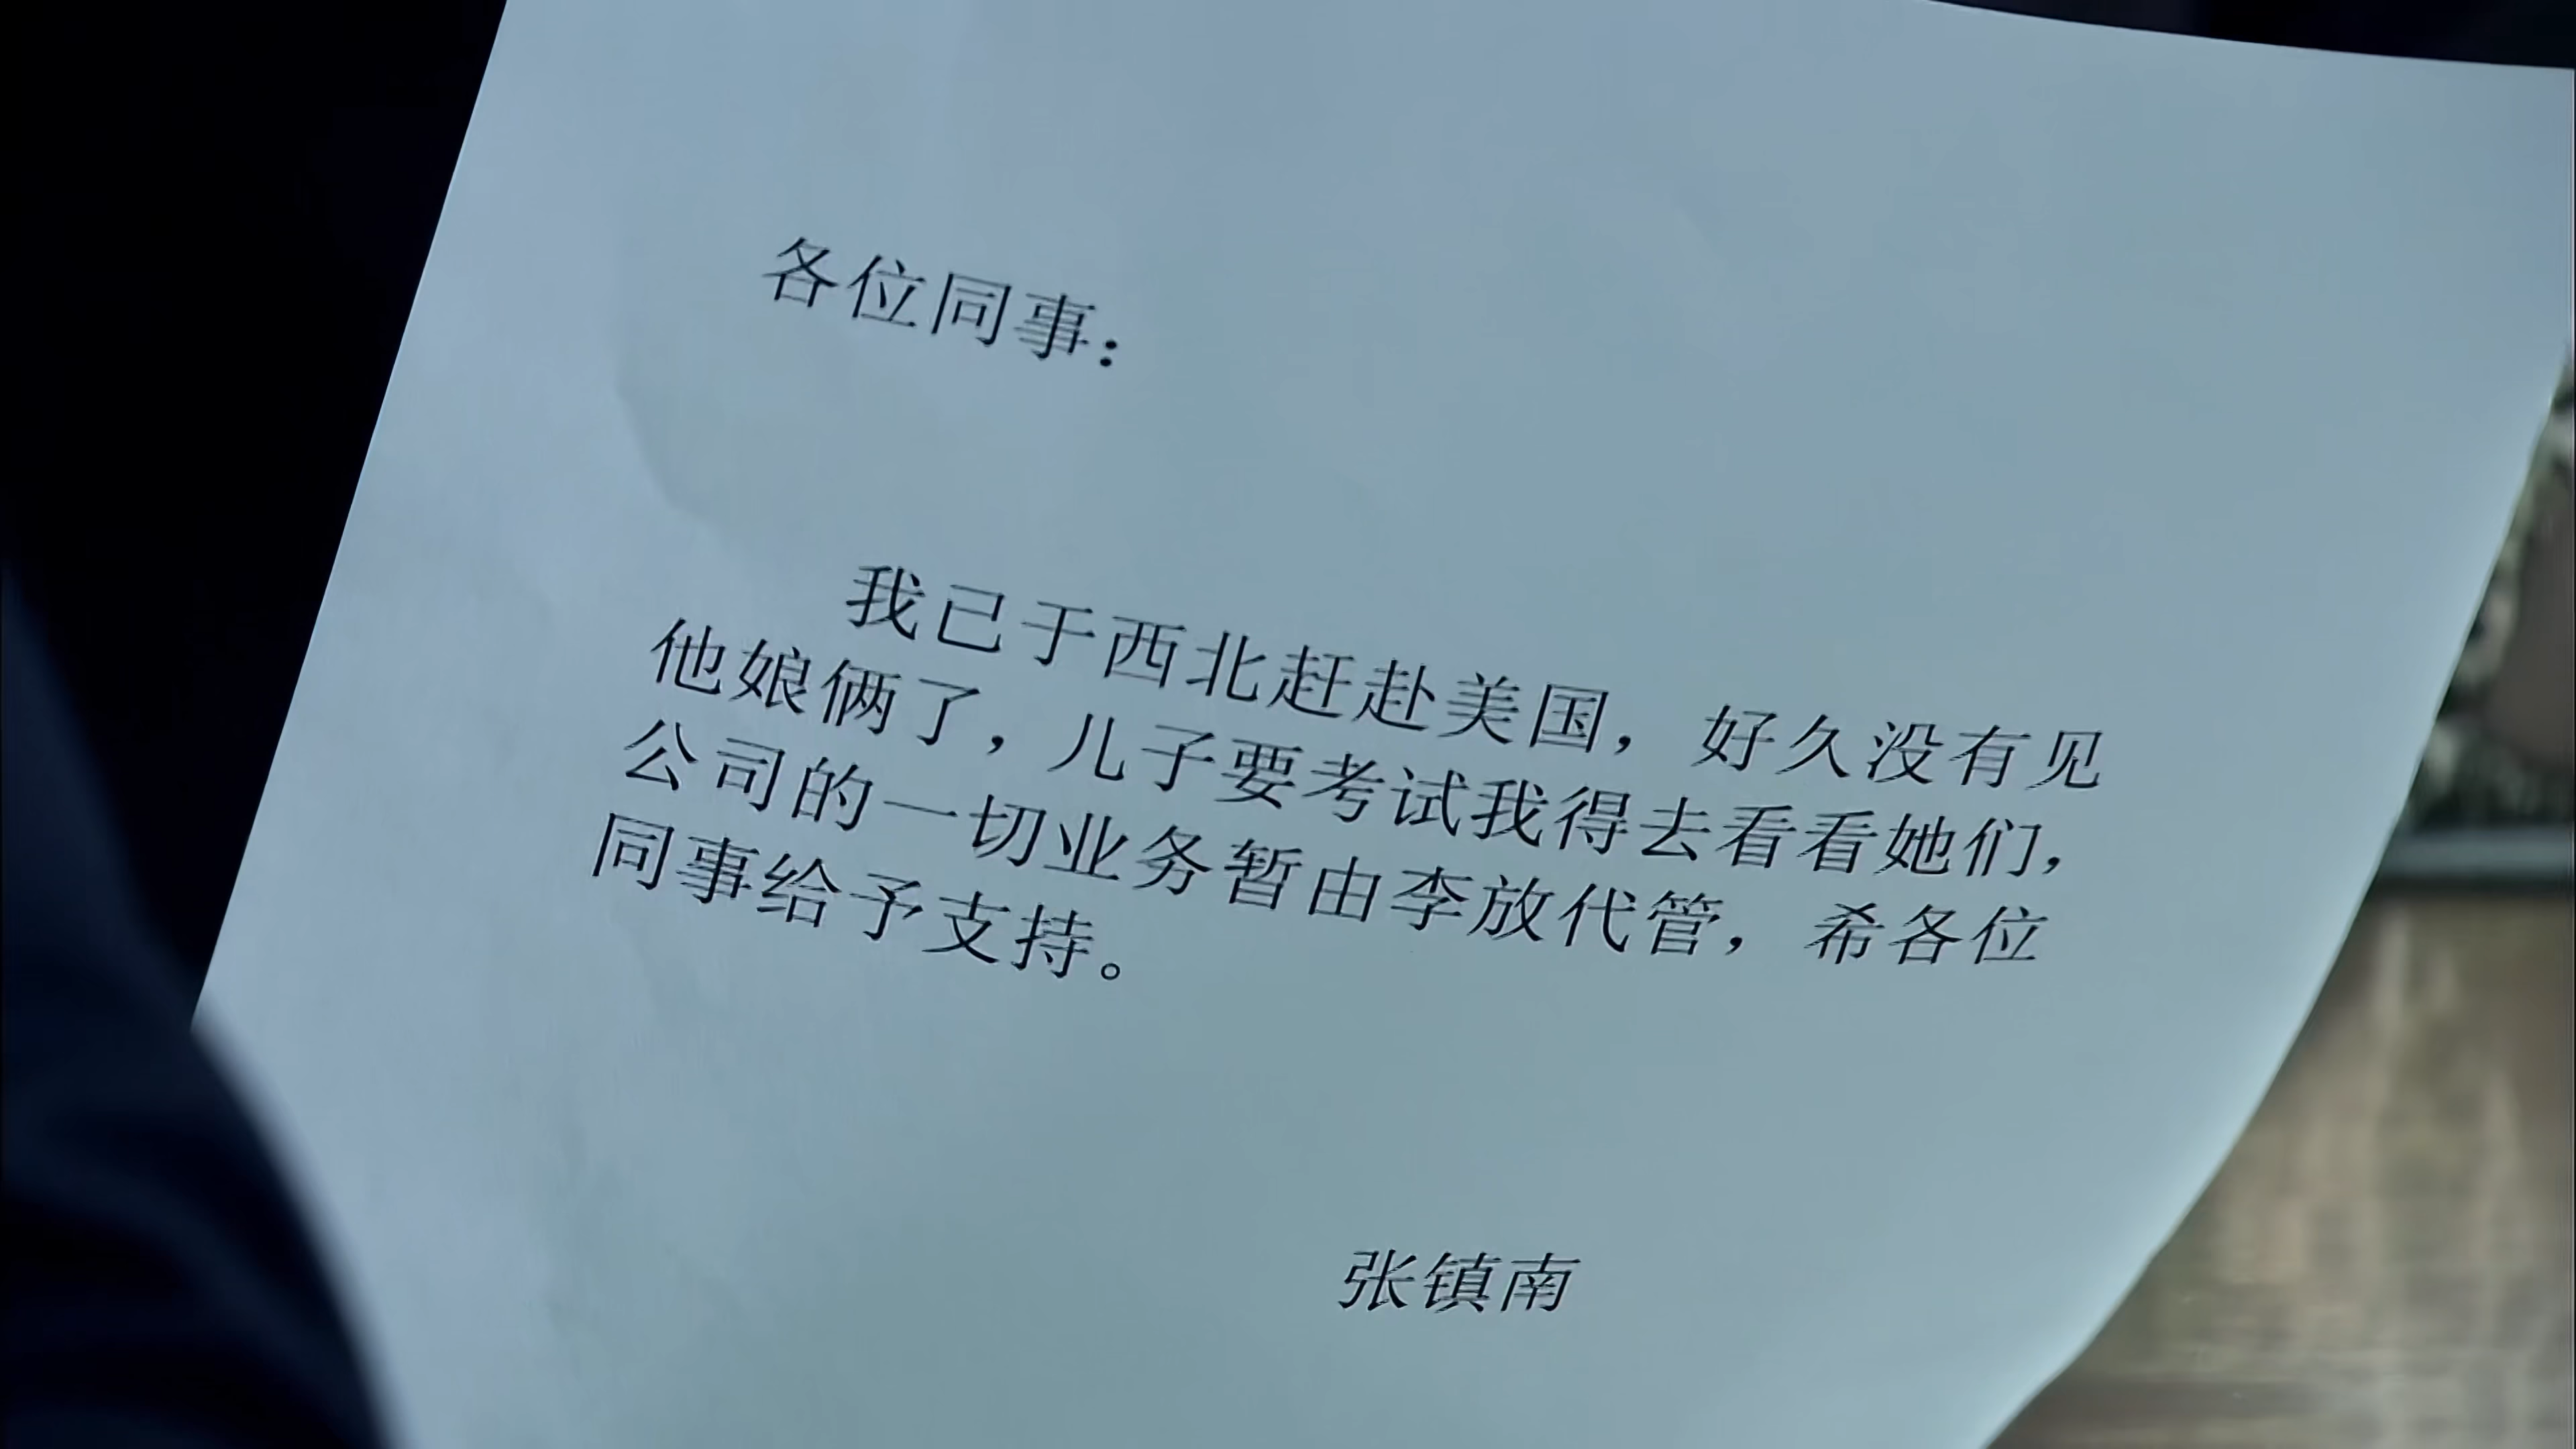 各位同事：
我已于西北赶赴美国，好久没有见
他娘俩了，儿子要考试我得去看看她们，
公司的一切业务暂由李放代管，希各位
同事给予支持。
张镇南